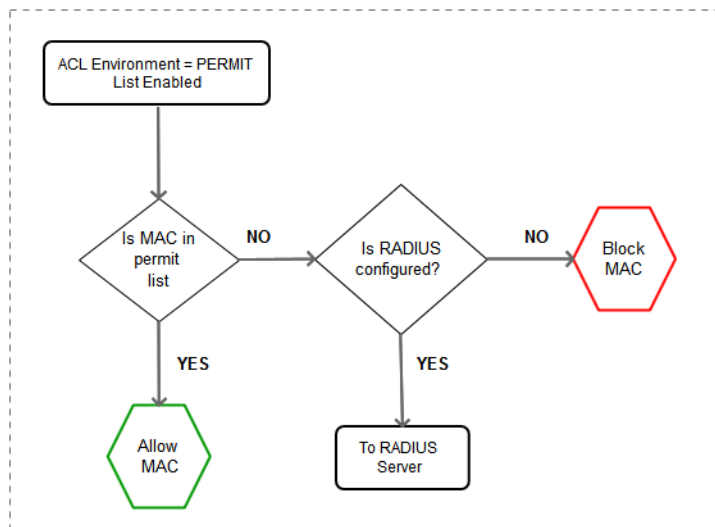 ACL Environment = PERMIT
List Enabled
Is MAC in
permit
list
NO
Is RADIUS
configured?
NO
Block
MAC
YES
YES
Allow
MAC
To RADIUS
Server